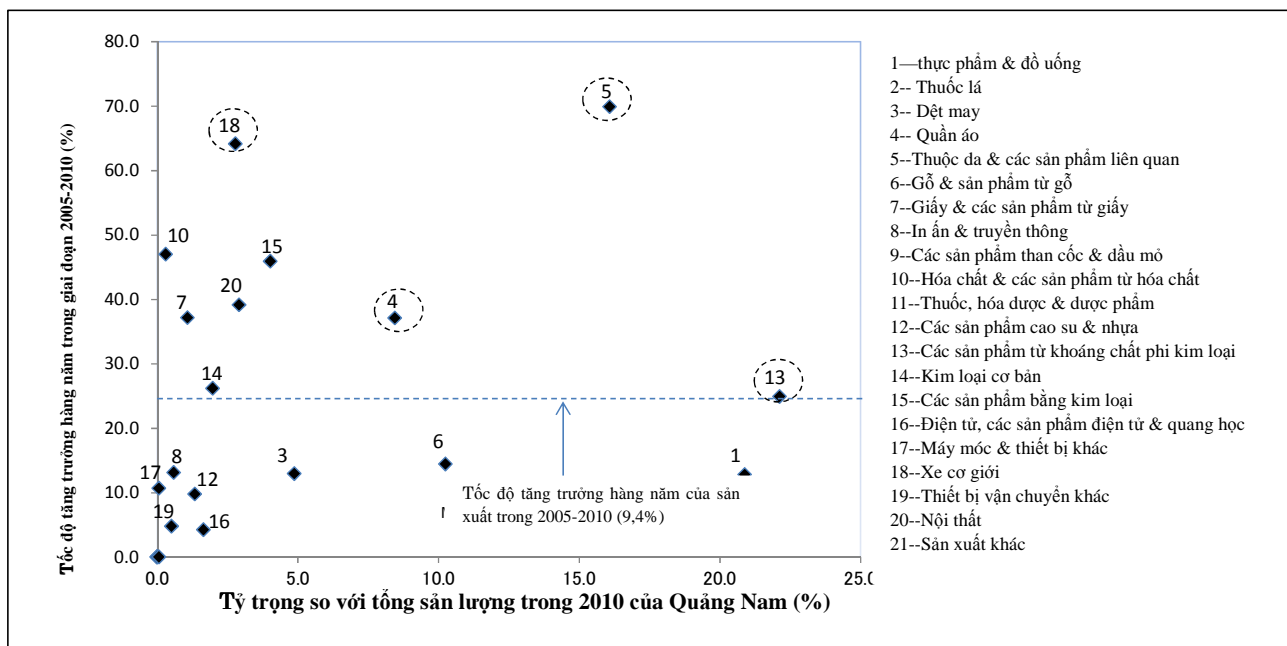 80.0
70.0
60.0
50.0
40.0
30.0
20.0
10.0
0.0
Tốc độ tăng trưởng hàng năm trong giai đoạn 2005-2010 (%)
5
18
10
15
20
7
4
14
13
17
8
12
3
6
1
19
16
Tốc độ tăng trưởng hàng năm của sản
xuất trong 2005-2010 (9,4%)
0.0
5.0
10.0
15.0
20.0
25.0
Tỷ trọng so với tổng sản lượng trong 2010 của Quảng Nam (%)
1—thực phẩm & đồ uống
2-- Thuốc lá
3-- Dệt may
4-- Quần áo
5--Thuộc da & các sản phẩm liên quan
6--Gỗ & sản phẩm từ gỗ
7--Giấy & các sản phẩm từ giấy
8--In ấn & truyền thông
9--Các sản phẩm than cốc & dầu mỏ
10--Hóa chất & các sản phẩm từ hóa chất
11--Thuốc, hóa dược & dược phẩm
12--Các sản phẩm cao su & nhựa
13--Các sản phẩm từ khoáng chất phi kim loại
14--Kim loại cơ bản
15--Các sản phẩm bằng kim loại
16--Điện tử, các sản phẩm điện tử & quang học
17--Máy móc & thiết bị khác
18--Xe cơ giới
19--Thiết bị vận chuyển khác
20--Nội thất
21--Sản xuất khác